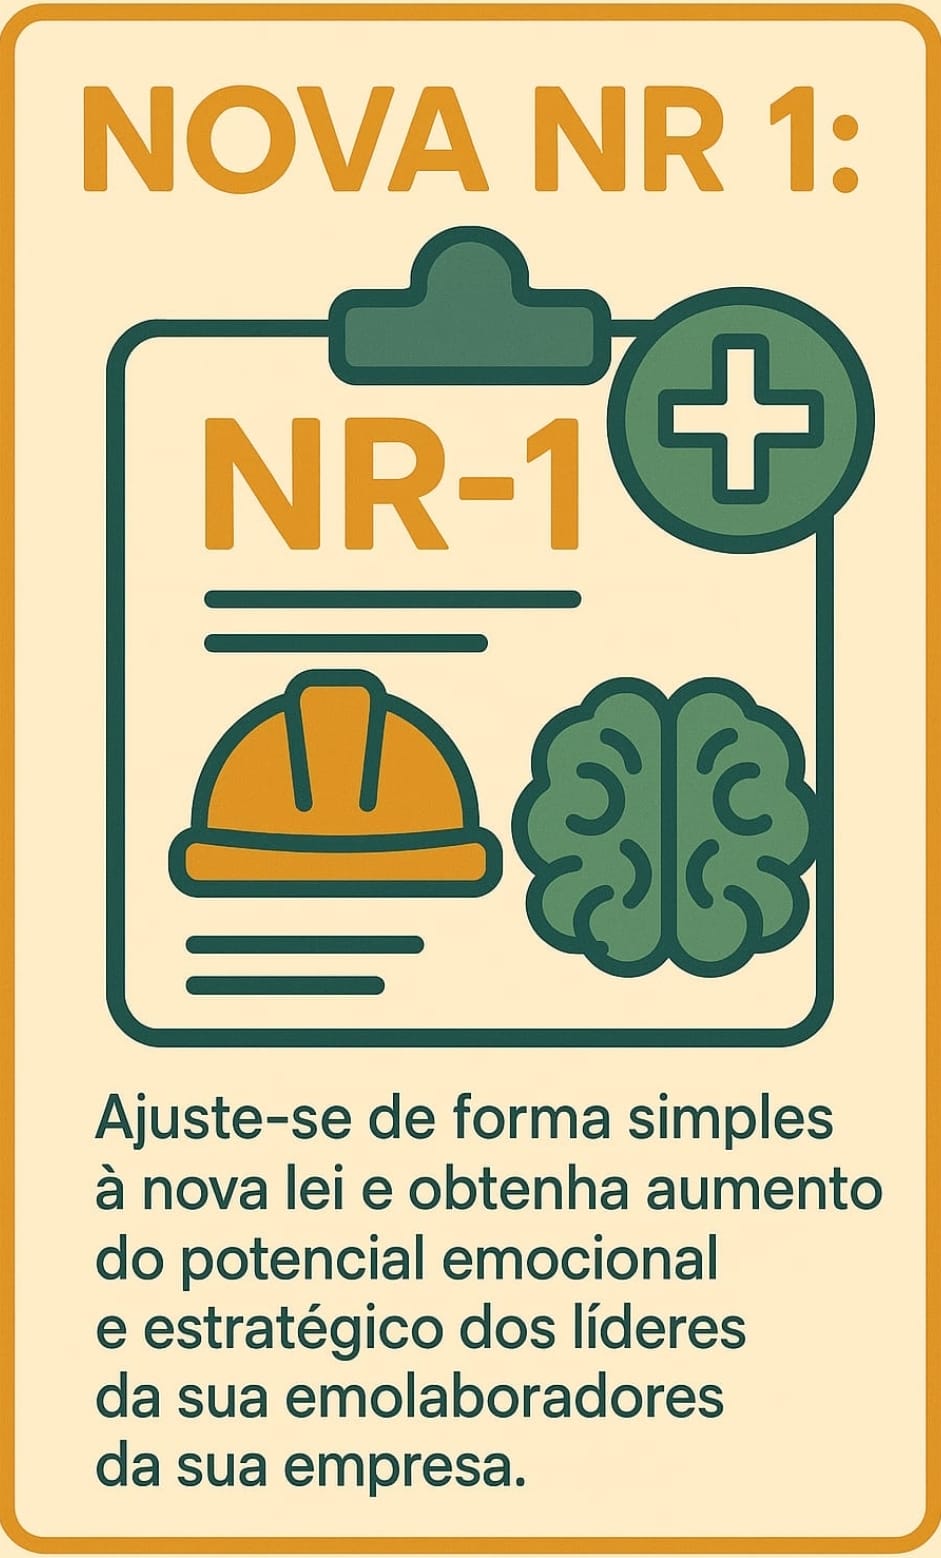 NOVA NR 1:
NR-1
Ajuste-se de forma simples
à nova lei e obtenha aumento
do potencial emocional
e estratégico dos líderes
da sua emolaboradores
da sua empresa.